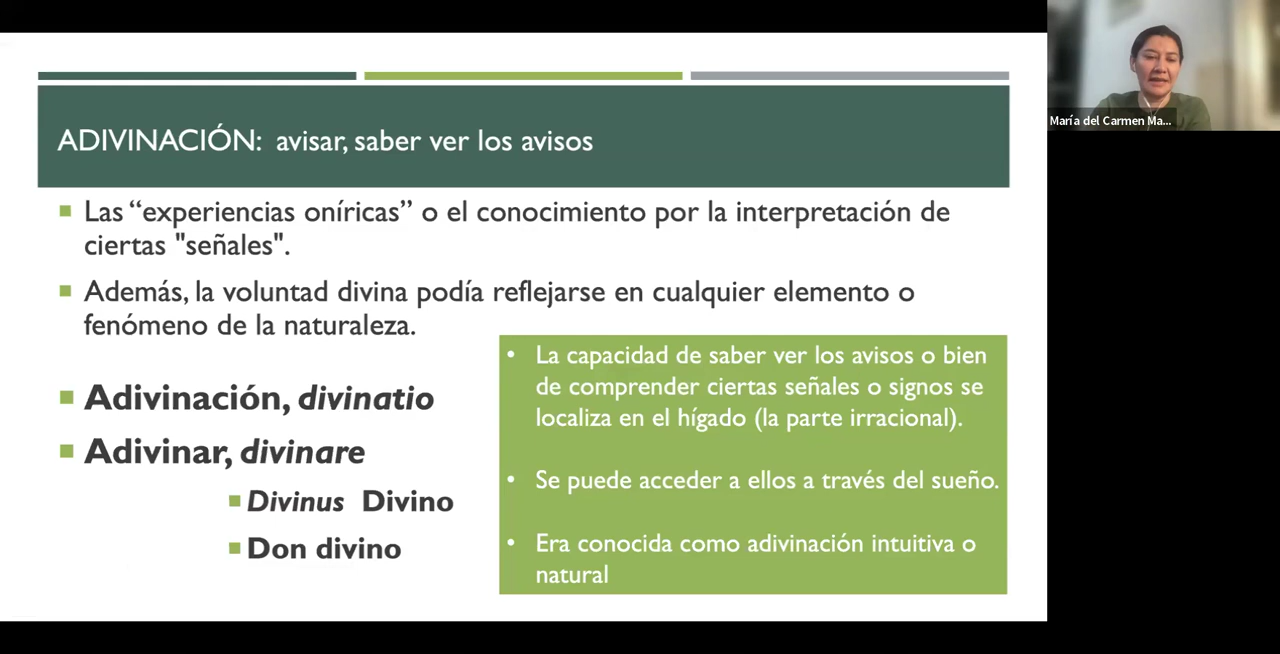 ADIVINACIÓN: avisar, saber ver los avisos
Las “experiencias oníricas” o el conocimiento por la interpretación de
ciertas "señales".
Además, la voluntad divina podía reflejarse en cualquier elemento o
fenómeno de la naturaleza.
Adivinación, divinatio
Adivinar, divinare
Divinus Divino
Don divino
La capacidad de saber ver los avisos o bien
de comprender ciertas señales o signos se
localiza en el hígado (la parte irracional).
Se puede acceder a ellos a través del sueño.
Era conocida como adivinación intuitiva o
natural
María del Carmen Ma...